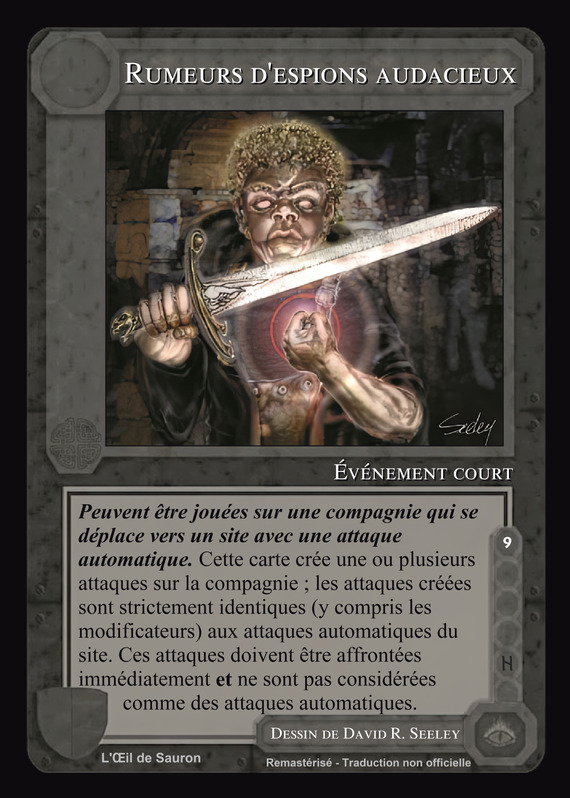 Rumeurs d'espions audacieux
Seeley
Événement court
Peuvent être jouées sur une compagnie qui se
déplace vers un site avec une attaque
automatique. Cette carte crée une ou plusieurs
attaques sur la compagnie ; les attaques créées
sont strictement identiques (y compris les
modificateurs) aux attaques automatiques du
site. Ces attaques doivent être affrontées
immédiatement et ne sont pas considérées
comme des attaques automatiques.
9
N
Dessin de David R. Seeley
L'Œil de Sauron
Remastérisé - Traduction non officielle